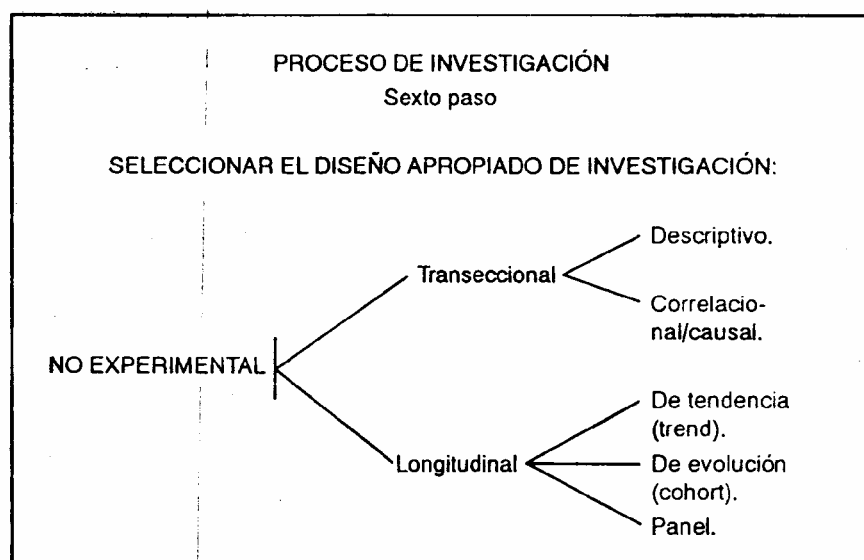 PROCESO DE INVESTIGACIÓN
Sexto paso
SELECCIONAR EL DISEÑO APROPIADO DE INVESTIGACIÓN:
NO EXPERIMENTAL
Transeccional
Descriptivo.
Correlacio-
nal/causal.
Longitudinal
De tendencia
(trend).
De evolución
(cohort).
Panel.